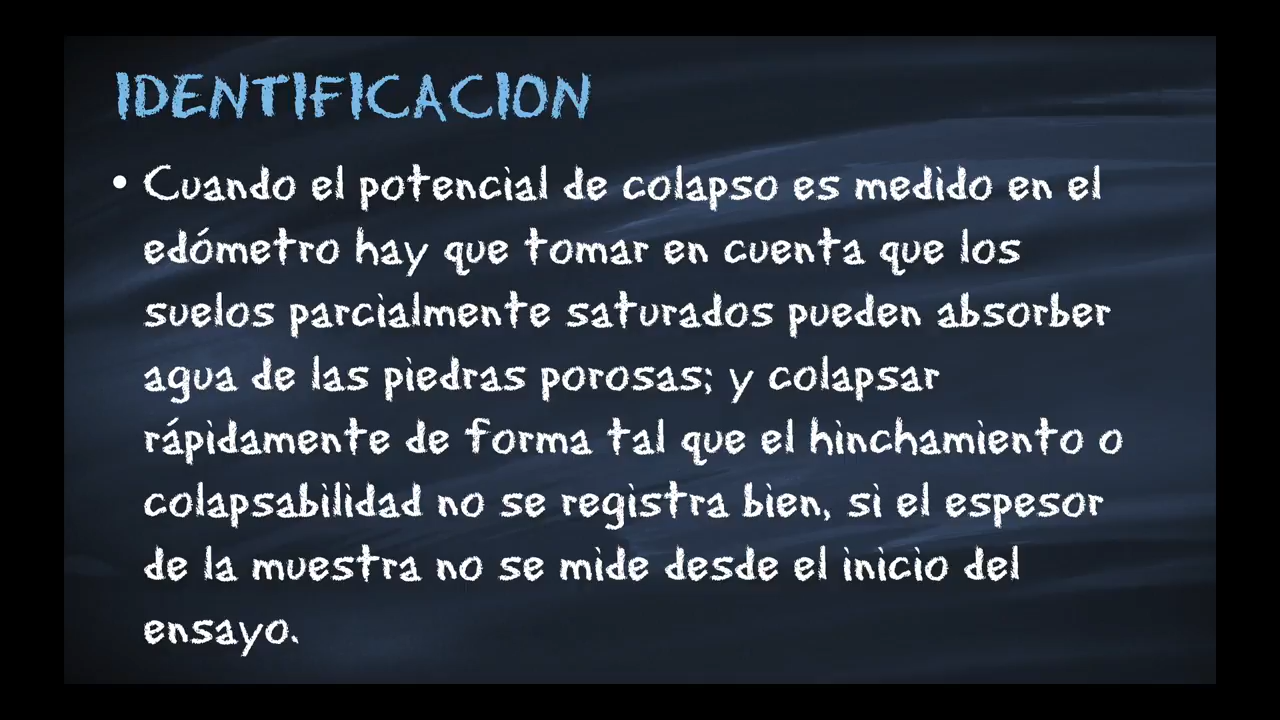 IDENTIFICACION
• Cuando el potencial de colapso es medido en el
edómetro hay que tomar en cuenta que los
suelos parcialmente saturados pueden absorber
agua de las piedras porosas; y colapsar
rápidamente de forma tal que el hinchamiento o
colapsabilidad no se registra bien, si el espesor
de la muestra no se mide desde el inicio del
ensayo.